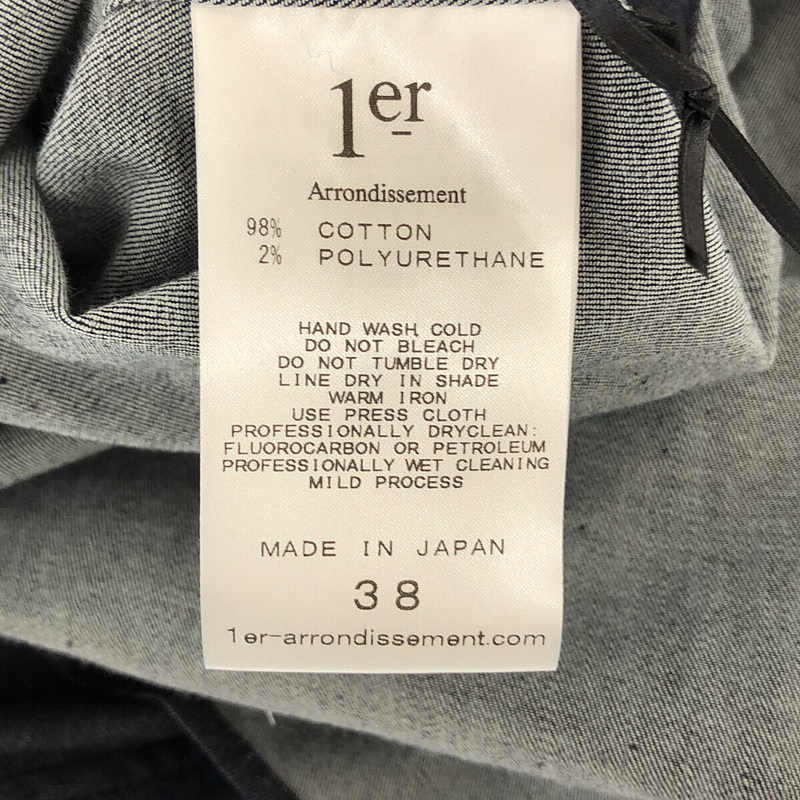 1er
Arrondissement
98% COTTON
2% POLYURETHANE
HAND WASH COLD
DO NOT BLEACH
DO NOT TUMBLE DRY
LINE DRY IN SHADE
WARM IRON
USE PRESS CLOTH
PROFESSIONALLY DRYCLEAN:
FLUOROCARBON OR PETROLEUM
PROFESSIONALLY WET CLEANING
MILD PROCESS
MADE IN JAPAN
38
1er-arrondissement.com